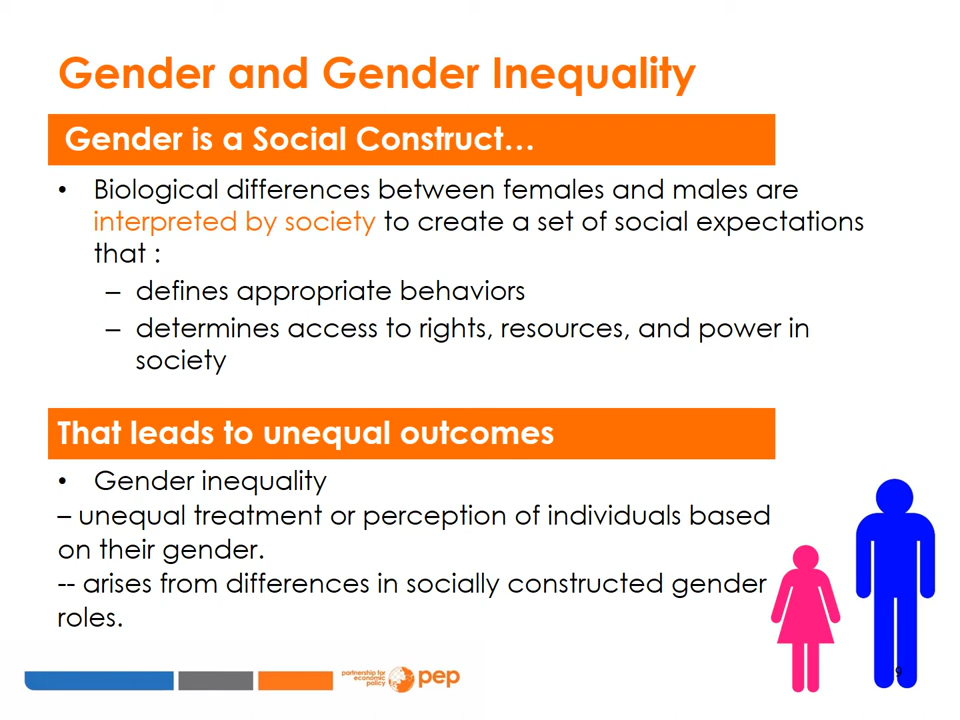 Gender and Gender Inequality
Gender is a Social Construct...
• Biological differences between females and males are
interpreted by society to create a set of social expectations
that :
– defines appropriate behaviors
– determines access to rights, resources, and power in
society
That leads to unequal outcomes
• Gender inequality
– unequal treatment or perception of individuals based
on their gender.
-- arises from differences in socially constructed gender
roles.
partnership for
economic
policy
pep
9